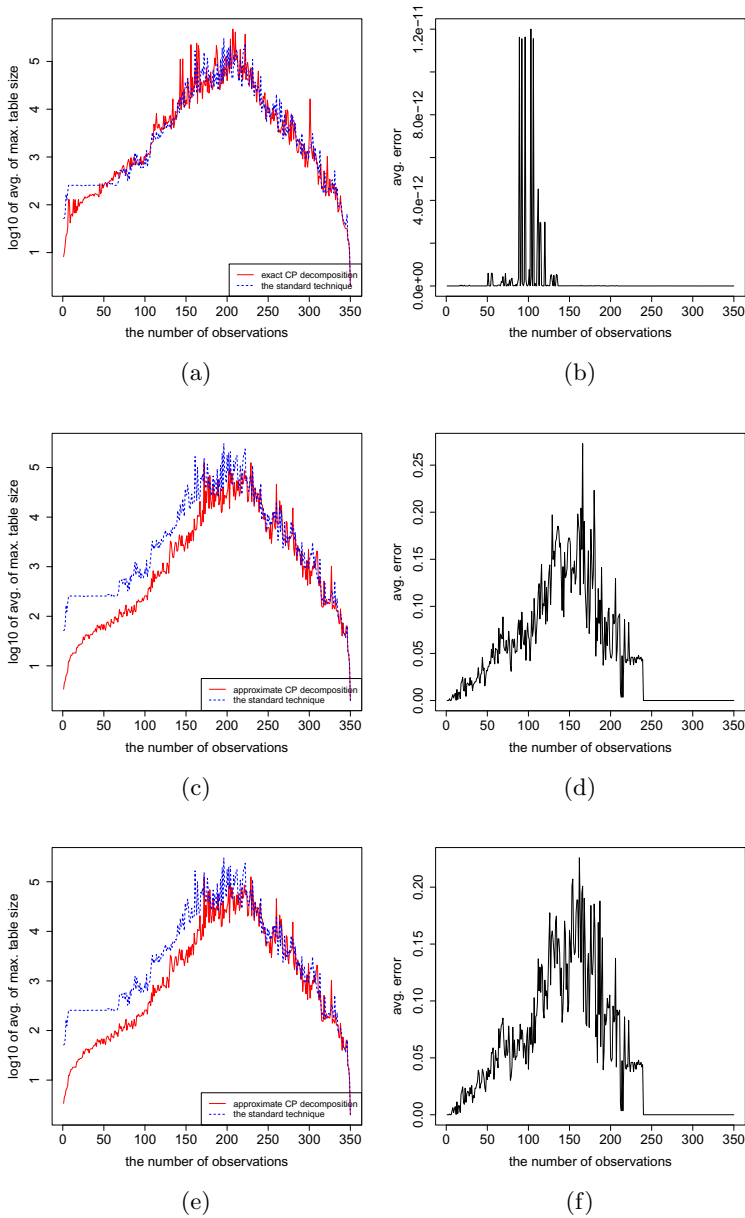 log10 of avg. of max. table size
5
4
3
2
1
exact CP decomposition
the standard technique
0 50 100 150 200 250 300 350
the number of observations
(a)
avg. error
1.2e−11
8.0e−12
4.0e−12
0.0e+00
0 50 100 150 200 250 300 350
the number of observations
(b)
log10 of avg. of max. table size
5
4
3
2
1
approximate CP decomposition
the standard technique
0 50 100 150 200 250 300 350
the number of observations
(c)
avg. error
0.25
0.20
0.15
0.10
0.05
0.00
0 50 100 150 200 250 300 350
the number of observations
(d)
log10 of avg. of max. table size
5
4
3
2
1
approximate CP decomposition
the standard technique
0 50 100 150 200 250 300 350
the number of observations
(e)
avg. error
0.20
0.15
0.10
0.05
0.00
0 50 100 150 200 250 300 350
the number of observations
(f)